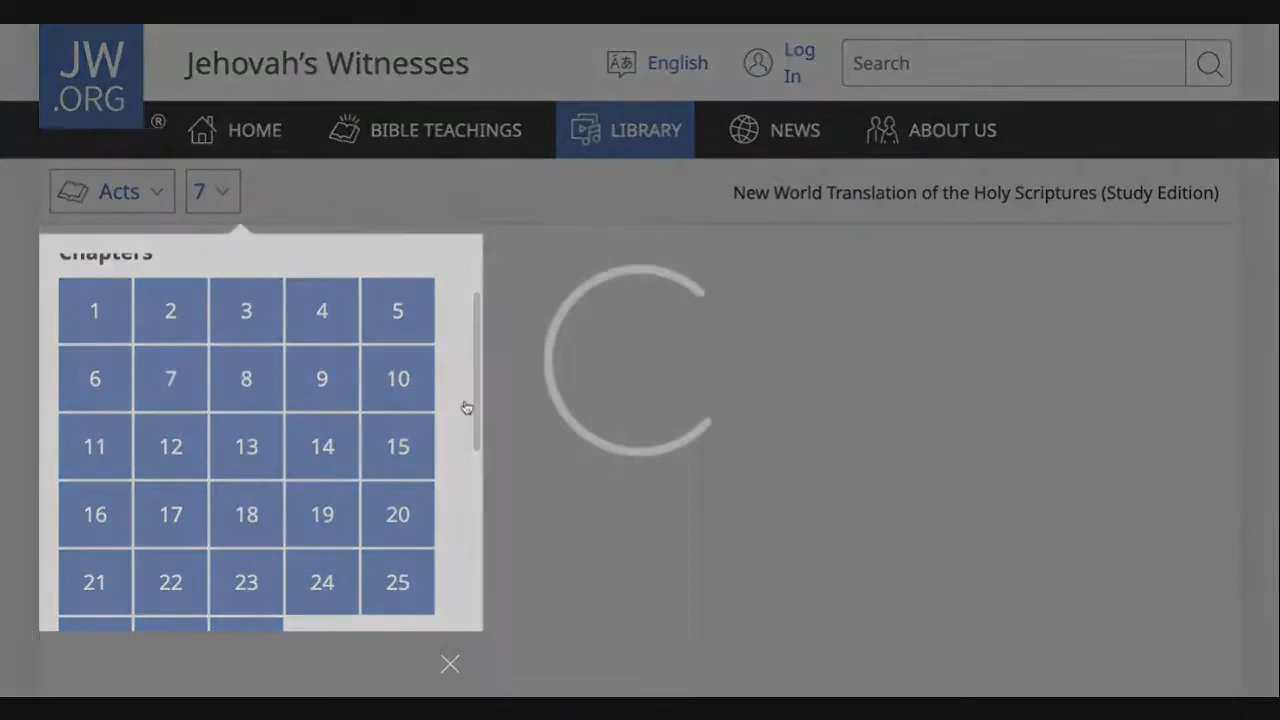 JW
.ORG
®
Jehovah's Witnesses
English
Log
In
Search
HOME
BIBLE TEACHINGS
LIBRARY
NEWS
ABOUT US
Acts
7
New World Translation of the Holy Scriptures (Study Edition)
Chapters
1 2 3 4 5
6 7 8 9 10
11 12 13 14 15
16 17 18 19 20
21 22 23 24 25